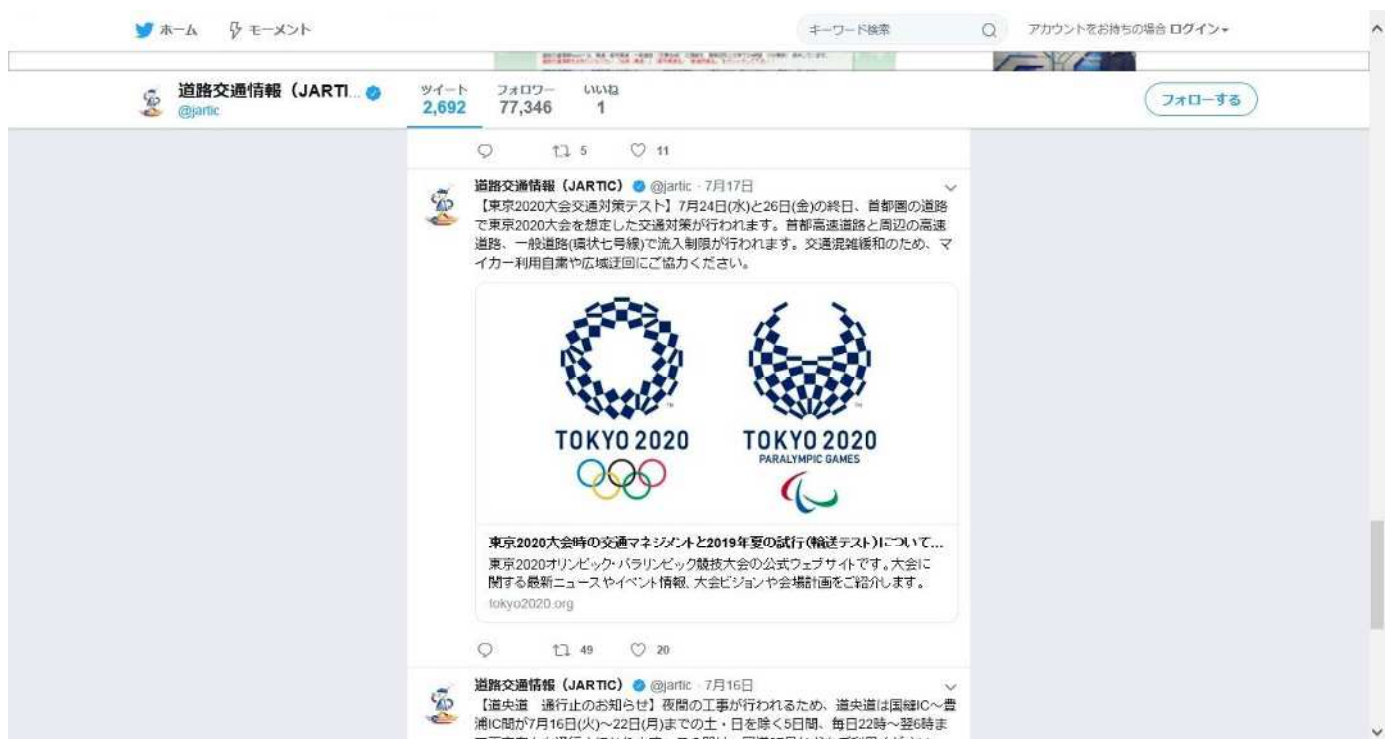 ホーム モーメント キーワード検索 アカウントをお持ちの場合 ログイン
道路交通情報（JARTI... ツイート フォロワー いいね フォローする
@jartic 2,692 77,346 1
5 11
道路交通情報（JARTIC） @jartic · 7月17日
【東京2020大会交通対策テスト】7月24日(水)と26日(金)の終日、首都圏の道路
で東京2020大会を想定した交通対策が行われます。首都高速道路と周辺の高速
道路、一般道路(環状七号線)で流入制限が行われます。交通混雑緩和のため、マ
イカー利用自粛や広域迂回にご協力ください。
TOKYO 2020 TOKYO 2020
PARALYMPIC GAMES
東京2020大会時の交通マネジメントと2019年夏の試行（輸送テスト）について...
東京2020オリンピック・パラリンピック競技大会の公式ウェブサイトです。大会に
関する最新ニュースやイベント情報、大会ビジョンや会場計画をご紹介します。
tokyo2020.org
49 20
道路交通情報（JARTIC） @jartic · 7月16日
【道央道 通行止のお知らせ】夜間の工事が行われるため、道央道は国縫IC～豊
浦IC間が7月16日(火)～22日(月)までの土・日を除く5日間、毎日22時～翌6時ま